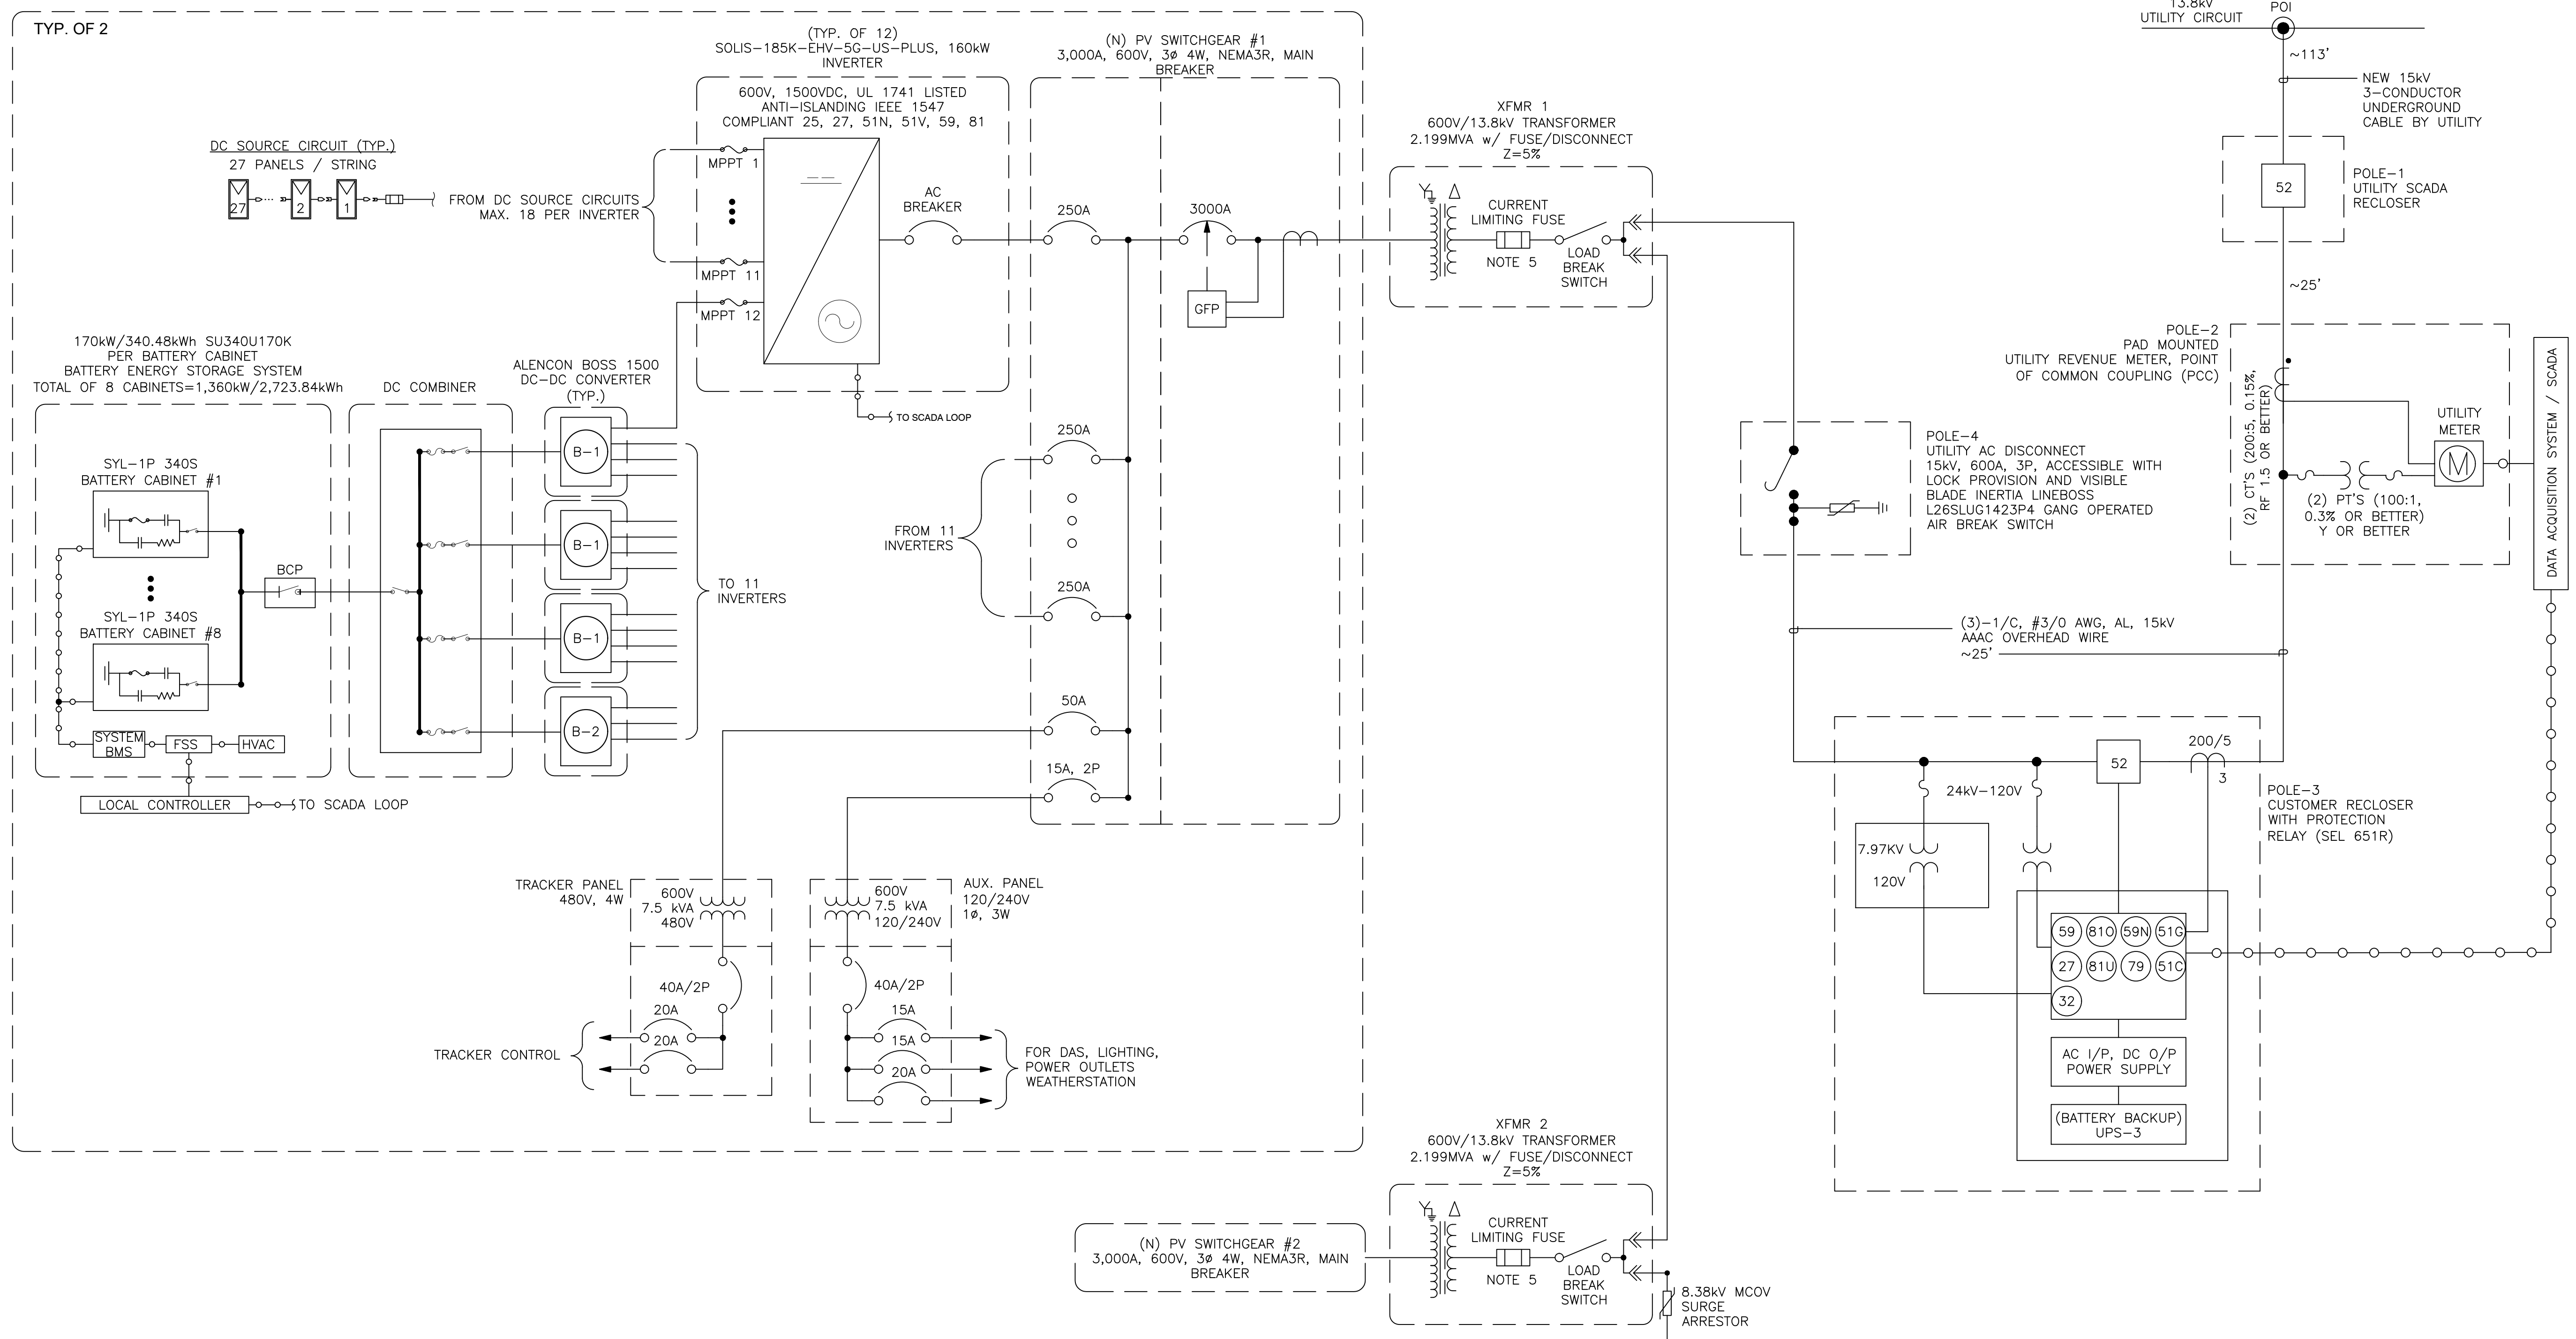 TYP. OF 2
(TYP. OF 12)
SOLIS-185K-EHV-5G-US-PLUS, 160kW
INVERTER
600V, 1500VDC, UL 1741 LISTED
ANTI-ISLANDING IEEE 1547
COMPLIANT 25, 27, 51N, 51V, 59, 81
MPPT 1
MPPT 11
MPPT 12
AC
BREAKER
TO SCADA LOOP
DC SOURCE CIRCUIT (TYP.)
27 PANELS / STRING
27
2
1
FROM DC SOURCE CIRCUITS
MAX. 18 PER INVERTER
170kW/340.48kWh SU340U170K
PER BATTERY CABINET
BATTERY ENERGY STORAGE SYSTEM
TOTAL OF 8 CABINETS=1,360kW/2,723.84kWh
SYL-1P 340S
BATTERY CABINET #1
SYL-1P 340S
BATTERY CABINET #8
BCP
SYSTEM
BMS
FSS
HVAC
LOCAL CONTROLLER
TO SCADA LOOP
DC COMBINER
ALENCON BOSS 1500
DC-DC CONVERTER
(TYP.)
B-1
B-1
B-1
B-2
TO 11
INVERTERS
(N) PV SWITCHGEAR #1
3,000A, 600V, 3ø 4W, NEMA3R, MAIN
BREAKER
250A
3000A
GFP
250A
FROM 11
INVERTERS
250A
50A
15A, 2P
TRACKER PANEL
480V, 4W
600V
7.5 kVA
480V
40A/2P
20A
20A
TRACKER CONTROL
600V
7.5 kVA
120/240V
AUX. PANEL
120/240V
1ø, 3W
40A/2P
15A
15A
20A
FOR DAS, LIGHTING,
POWER OUTLETS
WEATHERSTATION
XFMR 1
600V/13.8kV TRANSFORMER
2.199MVA w/ FUSE/DISCONNECT
Z=5%
CURRENT
LIMITING FUSE
NOTE 5
LOAD
BREAK
SWITCH
XFMR 2
600V/13.8kV TRANSFORMER
2.199MVA w/ FUSE/DISCONNECT
Z=5%
CURRENT
LIMITING FUSE
NOTE 5
LOAD
BREAK
SWITCH
(N) PV SWITCHGEAR #2
3,000A, 600V, 3ø 4W, NEMA3R, MAIN
BREAKER
8.38kV MCOV
SURGE
ARRESTOR
POLE-4
UTILITY AC DISCONNECT
15kV, 600A, 3P, ACCESSIBLE WITH
LOCK PROVISION AND VISIBLE
BLADE INERTIA LINEBOSS
L26SLUG1423P4 GANG OPERATED
AIR BREAK SWITCH
(3)-1/C, #3/0 AWG, AL, 15kV
AAAC OVERHEAD WIRE
~25'
13.8kV
UTILITY CIRCUIT
POI
~113'
NEW 15kV
3-CONDUCTOR
UNDERGROUND
CABLE BY UTILITY
52
POLE-1
UTILITY SCADA
RECLOSER
~25'
POLE-2
PAD MOUNTED
UTILITY REVENUE METER, POINT
OF COMMON COUPLING (PCC)
(2) CT'S (200:5, 0.15%,
RF 1.5 OR BETTER)
UTILITY
METER
M
(2) PT'S (100:1,
0.3% OR BETTER)
Y OR BETTER
DATA ACQUISITION SYSTEM / SCADA
52
200/5
3
24kV-120V
7.97KV
120V
POLE-3
CUSTOMER RECLOSER
WITH PROTECTION
RELAY (SEL 651R)
59 81O 59N 51G
27 81U 79 51C
32
AC I/P, DC O/P
POWER SUPPLY
(BATTERY BACKUP)
UPS-3